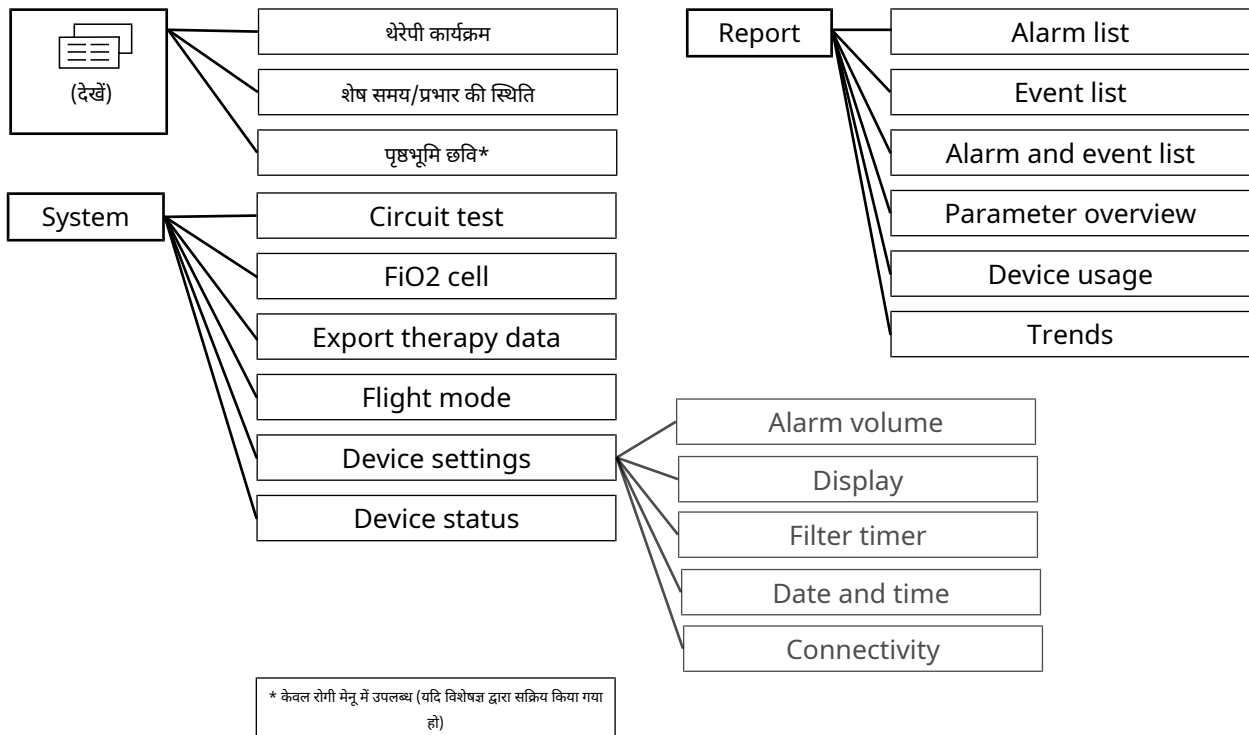 (देखें)
थेरेपी कार्यक्रम
शेष समय/प्रभार की स्थिति
पृष्ठभूमि छवि*
System
Circuit test
FiO2 cell
Export therapy data
Flight mode
Device settings
Device status
Alarm volume
Display
Filter timer
Date and time
Connectivity
Report
Alarm list
Event list
Alarm and event list
Parameter overview
Device usage
Trends
* केवल रोगी मेनू में उपलब्ध (यदि विशेषज्ञ द्वारा सक्रिय किया गया
हो)